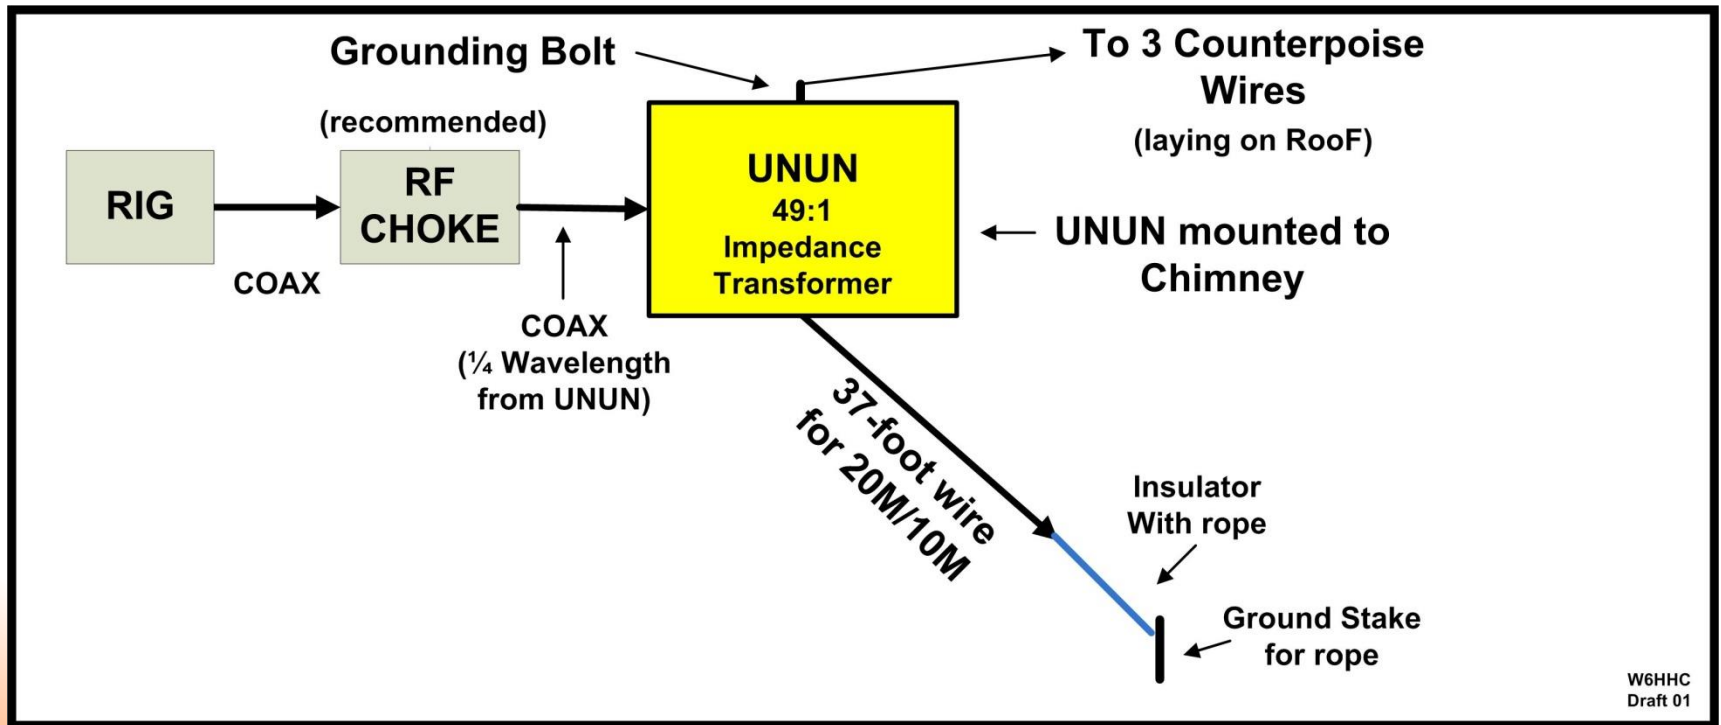 Grounding Bolt
To 3 Counterpoise
Wires
(laying on RooF)
(recommended)
RIG
RF
CHOKE
UNUN
49:1
Impedance
Transformer
UNUN mounted to
Chimney
COAX
COAX
(¼ Wavelength
from UNUN)
37-foot wire
for 20M/10M
Insulator
With rope
Ground Stake
for rope
W6HHC
Draft 01